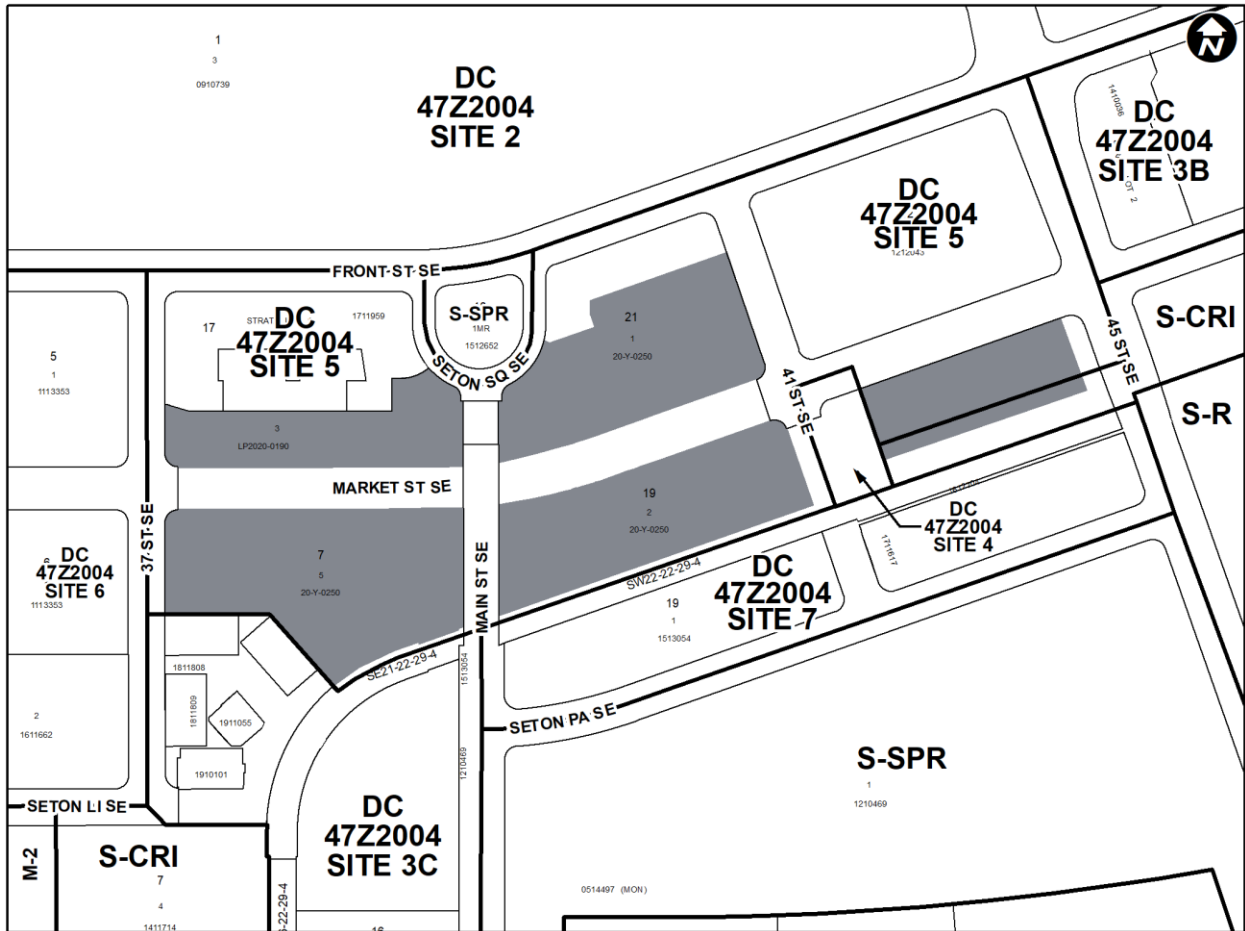 1
3
0910739
DC
47Z2004
SITE 2
N
1410036
DC
47Z2004
SITE 3B
OT 2
DC
47Z2004
SITE 5
1212043
FRONT ST SE
S-SPR
1MR
1512652
SETON SQ SE
17
STRAT
1711959
DC
47Z2004
SITE 5
21
1
20-Y-0250
45 ST SE
S-CRI
5
1
1113353
3
LP2020-0190
41 ST SE
S-R
MARKET ST SE
19
2
20-Y-0250
37 ST SE
DC
47Z2004
SITE 6
1113353
7
5
20-Y-0250
MAIN ST SE
DC
47Z2004
SITE 4
1711617
SW22-22-29-4
19
1
1513054
DC
47Z2004
SITE 7
SE21-22-29-4
1513054
1811808
1811809
1911055
1910101
2
1611662
SETON PA SE
1210469
S-SPR
1
1210469
SETON LI SE
M-2
S-CRI
7
4
1411714
DC
47Z2004
SITE 3C
0514497 (MON)
-22-29-4
16